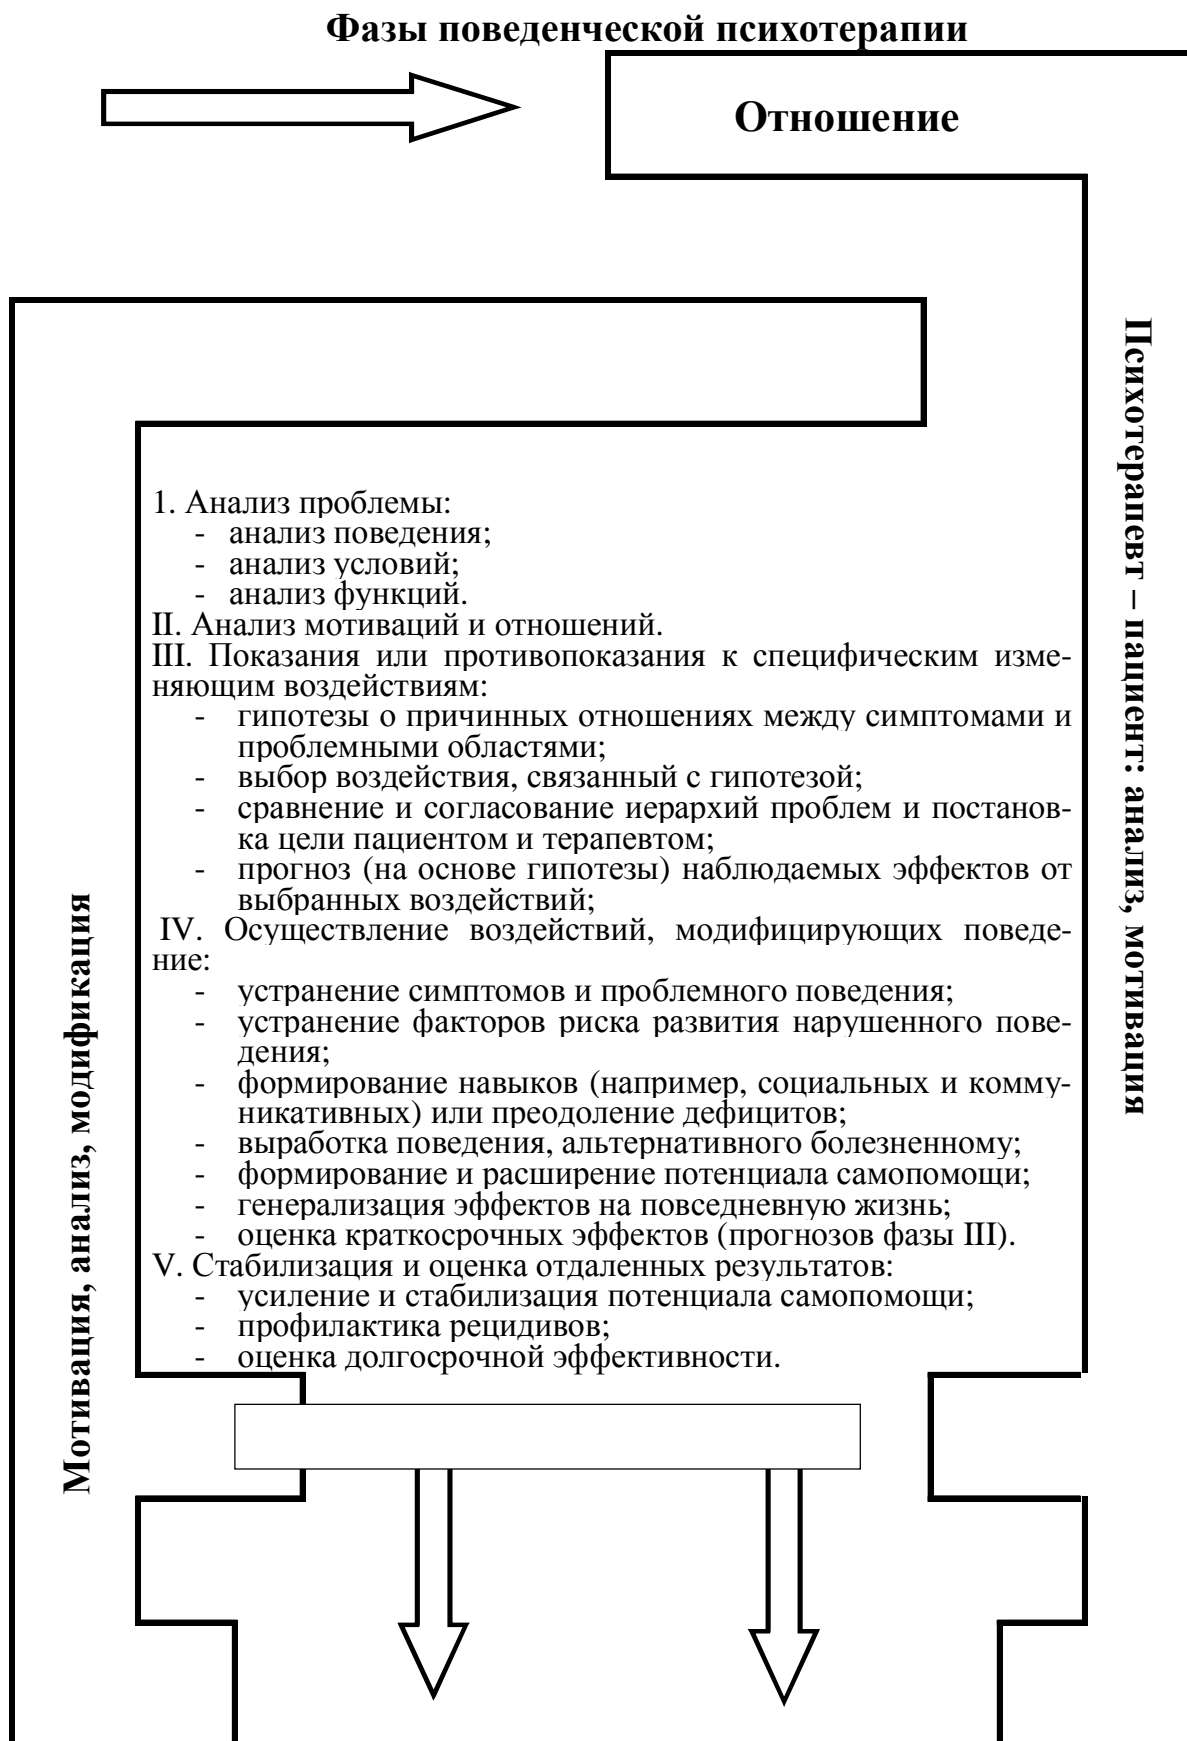 Фазы поведенческой психотерапии
Отношение
Психотерапевт – пациент: анализ, мотивация
1. Анализ проблемы:
- анализ поведения;
- анализ условий;
- анализ функций.
II. Анализ мотиваций и отношений.
III. Показания или противопоказания к специфическим изме-
няющим воздействиям:
- гипотезы о причинных отношениях между симптомами и
проблемными областями;
- выбор воздействия, связанный с гипотезой;
- сравнение и согласование иерархий проблем и постанов-
ка цели пациентом и терапевтом;
- прогноз (на основе гипотезы) наблюдаемых эффектов от
выбранных воздействий;
IV. Осуществление воздействий, модифицирующих поведе-
ние:
- устранение симптомов и проблемного поведения;
- устранение факторов риска развития нарушенного пове-
дения;
- формирование навыков (например, социальных и комму-
никативных) или преодоление дефицитов;
- выработка поведения, альтернативного болезненному;
- формирование и расширение потенциала самопомощи;
- генерализация эффектов на повседневную жизнь;
- оценка краткосрочных эффектов (прогнозов фазы III).
V. Стабилизация и оценка отдаленных результатов:
- усиление и стабилизация потенциала самопомощи;
- профилактика рецидивов;
- оценка долгосрочной эффективности.
Мотивация, анализ, модификация